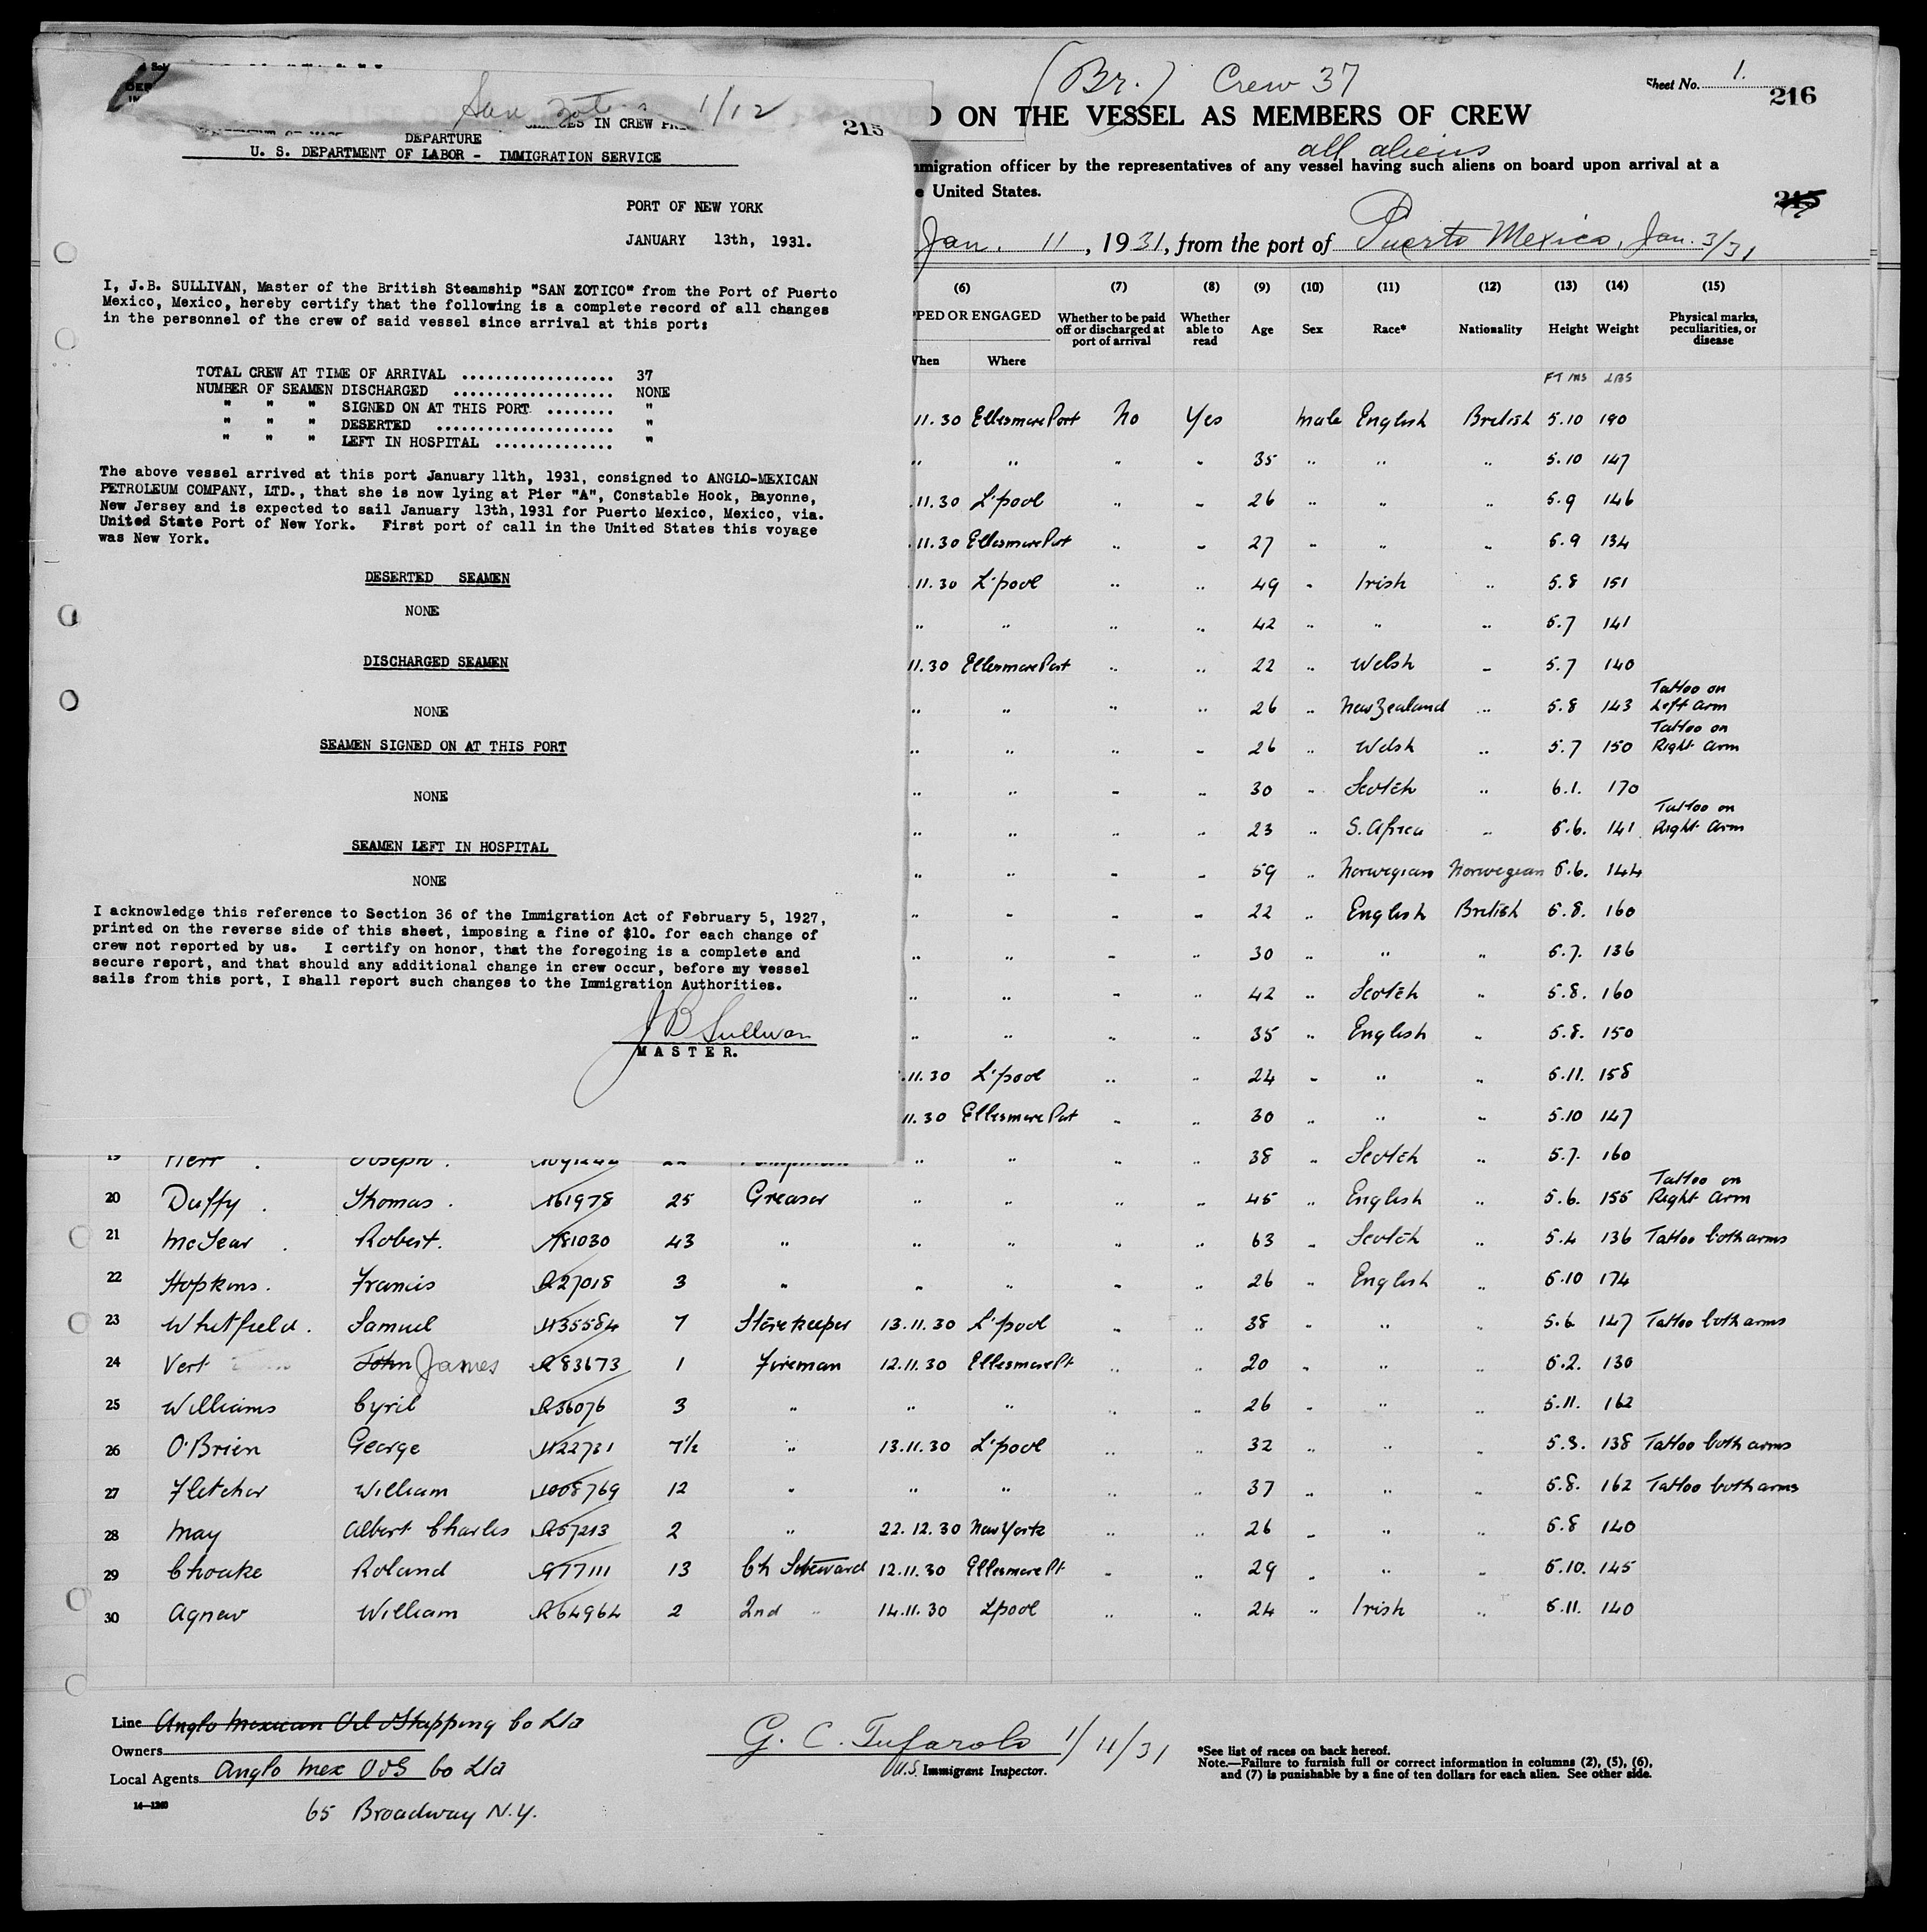 San Zotico 1/12
CHANGES IN CREW
215
DEPARTURE
U. S. DEPARTMENT OF LABOR - IMMIGRATION SERVICE
PORT OF NEW YORK
JANUARY 13th, 1931.
I, J.B. SULLIVAN, Master of the British Steamship "SAN ZOTICO" from the Port of Puerto
Mexico, Mexico, hereby certify that the following is a complete record of all changes
in the personnel of the crew of said vessel since arrival at this port:
TOTAL CREW AT TIME OF ARRIVAL ................... 37
NUMBER OF SEAMEN DISCHARGED ................... NONE
" " " SIGNED ON AT THIS PORT ........ "
" " " DESERTED ..................... "
" " " LEFT IN HOSPITAL .............. "
The above vessel arrived at this port January 11th, 1931, consigned to ANGLO-MEXICAN
PETROLEUM COMPANY, LTD., that she is now lying at Pier "A", Constable Hook, Bayonne,
New Jersey and is expected to sail January 13th,1931 for Puerto Mexico, Mexico, via.
United State Port of New York. First port of call in the United States this voyage
was New York.
DESERTED SEAMEN
NONE
DISCHARGED SEAMEN
NONE
SEAMEN SIGNED ON AT THIS PORT
NONE
SEAMEN LEFT IN HOSPITAL
NONE
I acknowledge this reference to Section 36 of the Immigration Act of February 5, 1927,
printed on the reverse side of this sheet, imposing a fine of $10. for each change of
crew not reported by us. I certify on honor, that the foregoing is a complete and
secure report, and that should any additional change in crew occur, before my vessel
sails from this port, I shall report such changes to the Immigration Authorities.
J B Sullivan
MASTER.
(Br.) Crew 37
Sheet No. 1.
216
D ON THE VESSEL AS MEMBERS OF CREW
all aliens
mmigration officer by the representatives of any vessel having such aliens on board upon arrival at a
e United States.
215
Jan. 11, 1931, from the port of Puerto Mexico, Jan. 3/31
(6) (7) (8) (9) (10) (11) (12) (13) (14) (15)
PPED OR ENGAGED Whether to be paid off or discharged at port of arrival Whether able to read Age Sex Race* Nationality Height Weight Physical marks, peculiarities, or disease
When Where
FT INS LBS
11.30 Ellesmere Port No Yes male English British 5.10 190
" " " " 35 " " " 5.10 147
.11.30 L'pool " " 26 " " " 5.9 146
.11.30 Ellesmere Port " " 27 " " " 5.9 134
.11.30 L'pool " " 49 " Irish " 5.8 151
" " " " 42 " " " 5.7 141
11.30 Ellesmere Port " " 22 " Welsh " 5.7 140
" " " " 26 " New Zealand " 5.8 143 Tattoo on Left arm
" " " " 26 " Welsh " 5.7 150 Tattoo on Right arm
" " " " 30 " Scotch " 6.1. 170
" " " " 23 " S. Africa " 5.6. 141 Tattoo on Right arm
" " " " 59 " Norwegian Norwegian 5.6. 144
" " " " 22 " English British 5.8. 160
" " " " 30 " " " 5.7. 136
" " " " 42 " Scotch " 5.8. 160
" " " " 35 " English " 5.8. 150
.11.30 L'pool " " 24 " " " 5.11. 158
11.30 Ellesmere Port " " 30 " " " 5.10 147
19 Kerr . Joseph . " " " " 38 " Scotch " 5.7. 160
20 Duffy . Thomas . 161978 25 Greaser " " " " 45 " English " 5.6. 155 Tattoo on Right arm
21 McYear . Robert. 181030 43 " " " " " 63 " Scotch " 5.4 136 Tattoo both arms
22 Hopkins. Francis R27018 3 " " " " " 26 " English " 5.10 174
23 Whitfield. Samuel 435584 7 Storekeeper 13.11.30 L'pool " " 38 " " " 5.6 147 Tattoo both arms
24 Vert John James R83673 1 Fireman 12.11.30 Ellesmere Pt " " 20 " " " 5.2. 130
25 Williams Cyril R36076 3 " " " " " 26 " " " 5.11. 162
26 O'Brien George 422731 7½ " 13.11.30 L'pool " " 32 " " " 5.3. 138 Tattoo both arms
27 Fletcher William 1008769 12 " " " " " 37 " " " 5.8. 162 Tattoo both arms
28 May Albert Charles R57213 2 " 22.12.30 New York " " 26 " " " 5.8 140
29 Choake Roland 977111 13 Ch Steward 12.11.30 Ellesmere Pt " " 29 " " " 5.10. 145
30 Agnew William R64964 2 2nd " 14.11.30 Lpool " " 24 " Irish " 5.11. 140
Line Anglo Mexican Oil & Shipping Co Ltd
Owners
Local Agents Anglo Mex O & S Co Ltd
14—1240
65 Broadway N.Y.
G. C. Tufarolo 1/11/31
U.S. Immigrant Inspector.
*See list of races on back hereof.
Note.—Failure to furnish full or correct information in columns (2), (5), (6),
and (7) is punishable by a fine of ten dollars for each alien. See other side.